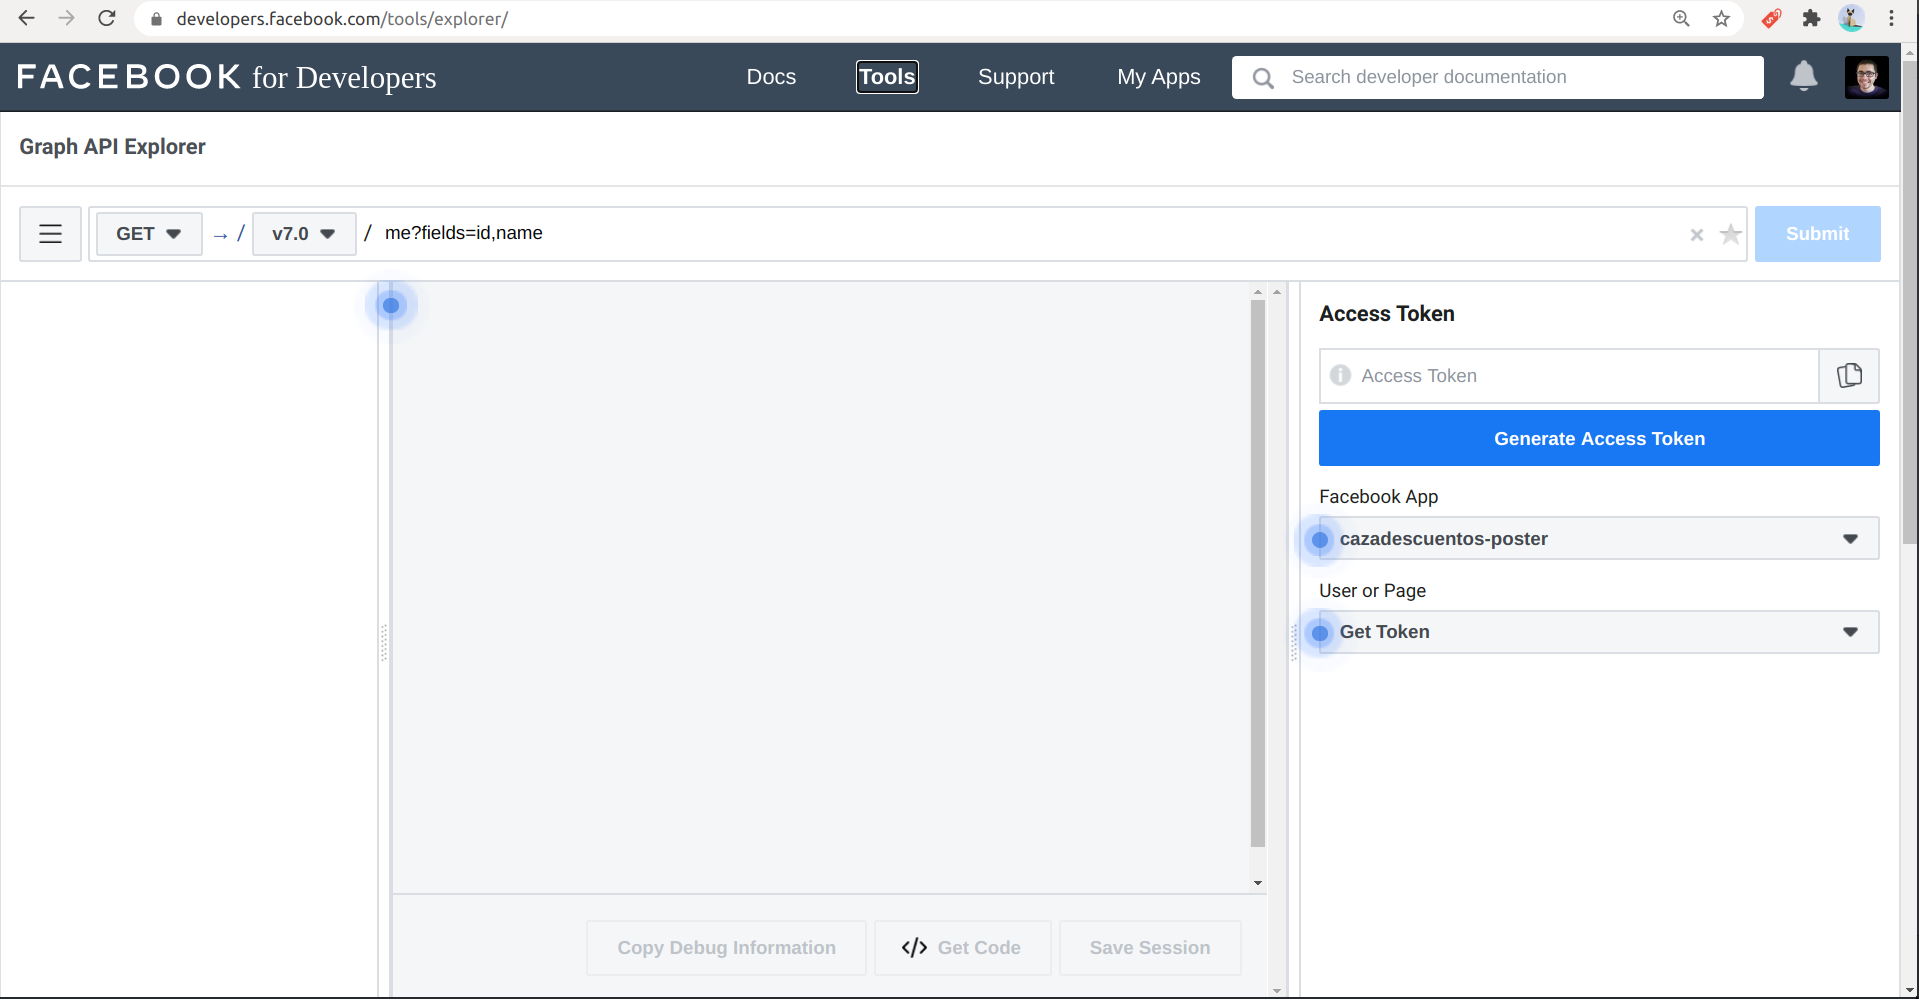 developers.facebook.com/tools/explorer/
FACEBOOK for Developers
Docs
Tools
Support
My Apps
Search developer documentation
Graph API Explorer
GET → / v7.0 / me?fields=id,name
Submit
Access Token
Access Token
Generate Access Token
Facebook App
cazadescuentos-poster
User or Page
Get Token
Copy Debug Information
</> Get Code
Save Session